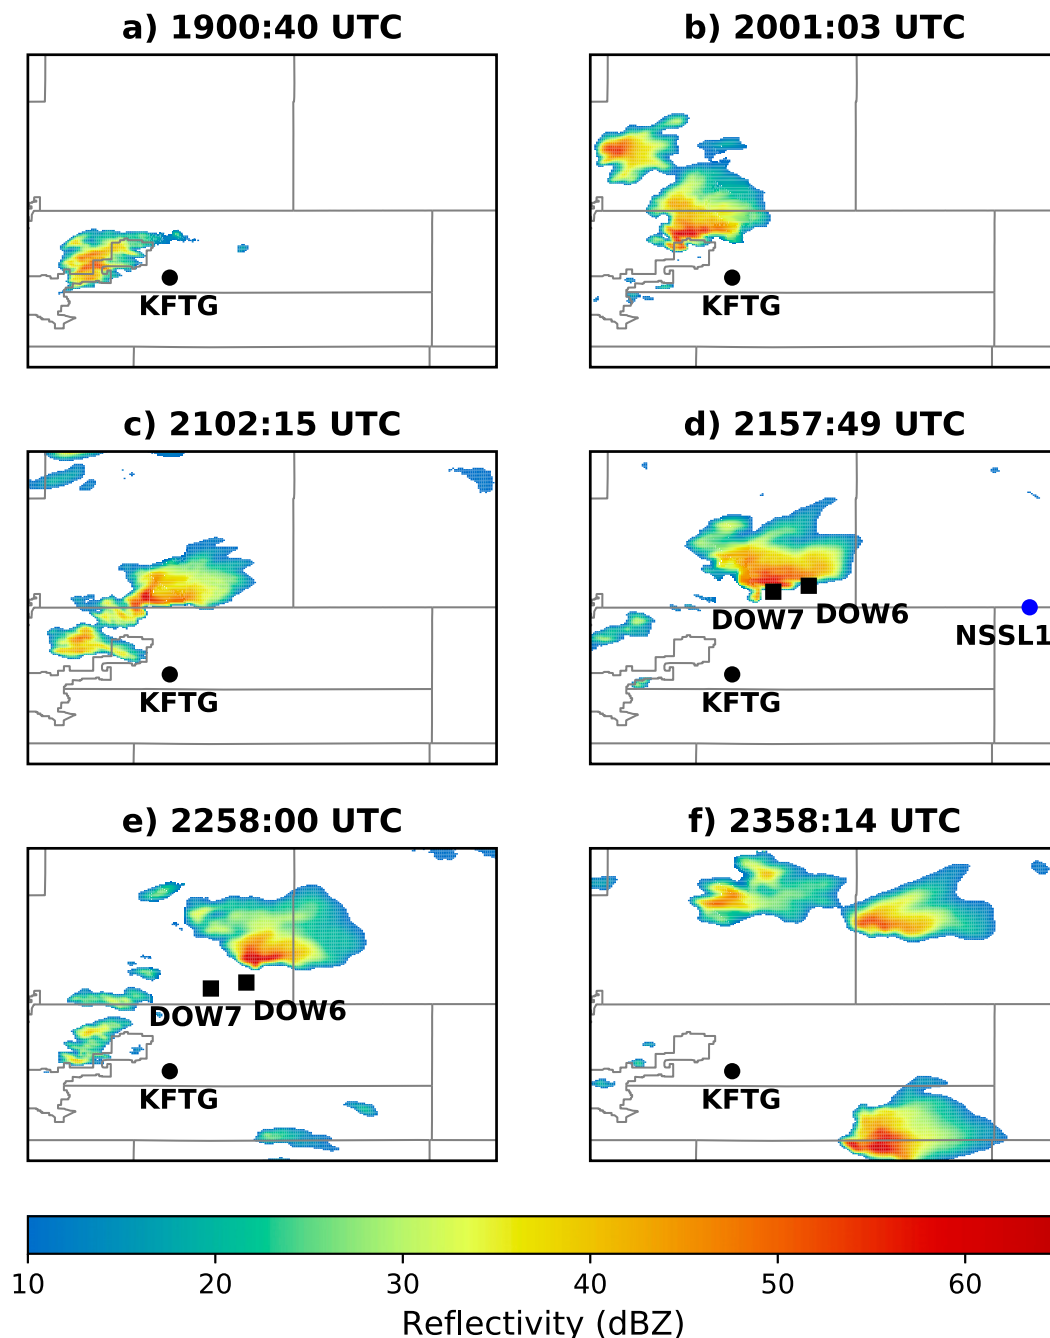 a) 1900:40 UTC
b) 2001:03 UTC
KFTG
KFTG
c) 2102:15 UTC
d) 2157:49 UTC
KFTG
DOW7
DOW6
NSSL1
KFTG
e) 2258:00 UTC
f) 2358:14 UTC
DOW7
DOW6
KFTG
KFTG
10 20 30 40 50 60
Reflectivity (dBZ)